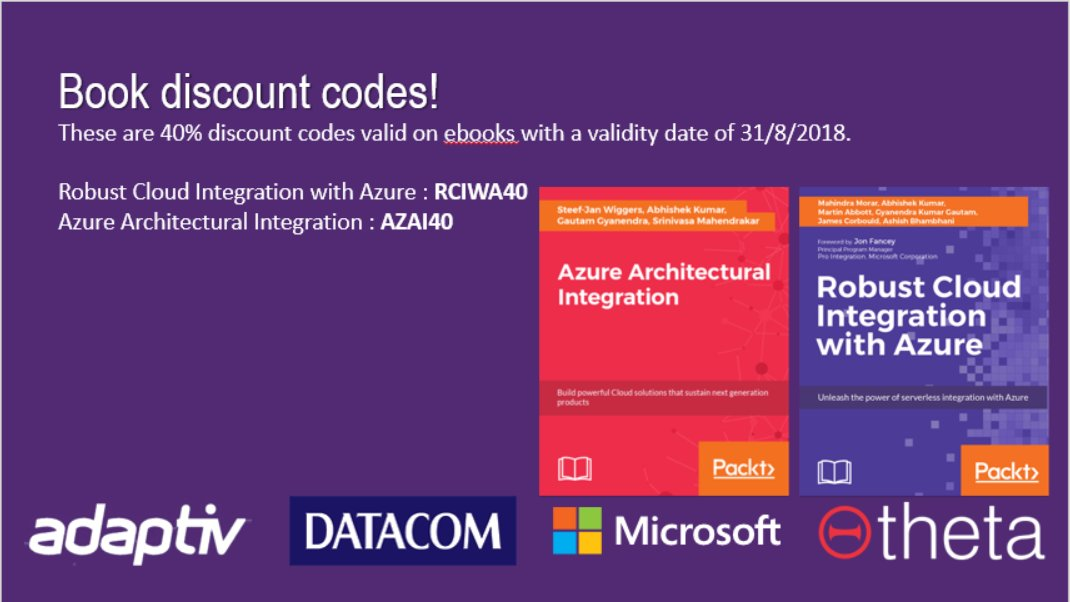 Book discount codes!
These are 40% discount codes valid on ebooks with a validity date of 31/8/2018.
Robust Cloud Integration with Azure : RCIWA40
Azure Architectural Integration : AZAI40
Steef-Jan Wiggers, Abhishek Kumar,
Gautam Gyanendra, Srinivasa Mahendrakar
Azure Architectural
Integration
Build powerful Cloud solutions that sustain next generation
products
Packt>
Mahindra Morar, Abhishek Kumar,
Martin Abbott, Gyanendra Kumar Gautam,
James Corbould, Ashish Bhambhani
Foreword by Jon Fancey
Principal Program Manager
Pro Integration, Microsoft Corporation
Robust Cloud
Integration
with Azure
Unleash the power of serverless integration with Azure
Packt>
adaptiv
DATACOM
Microsoft
theta